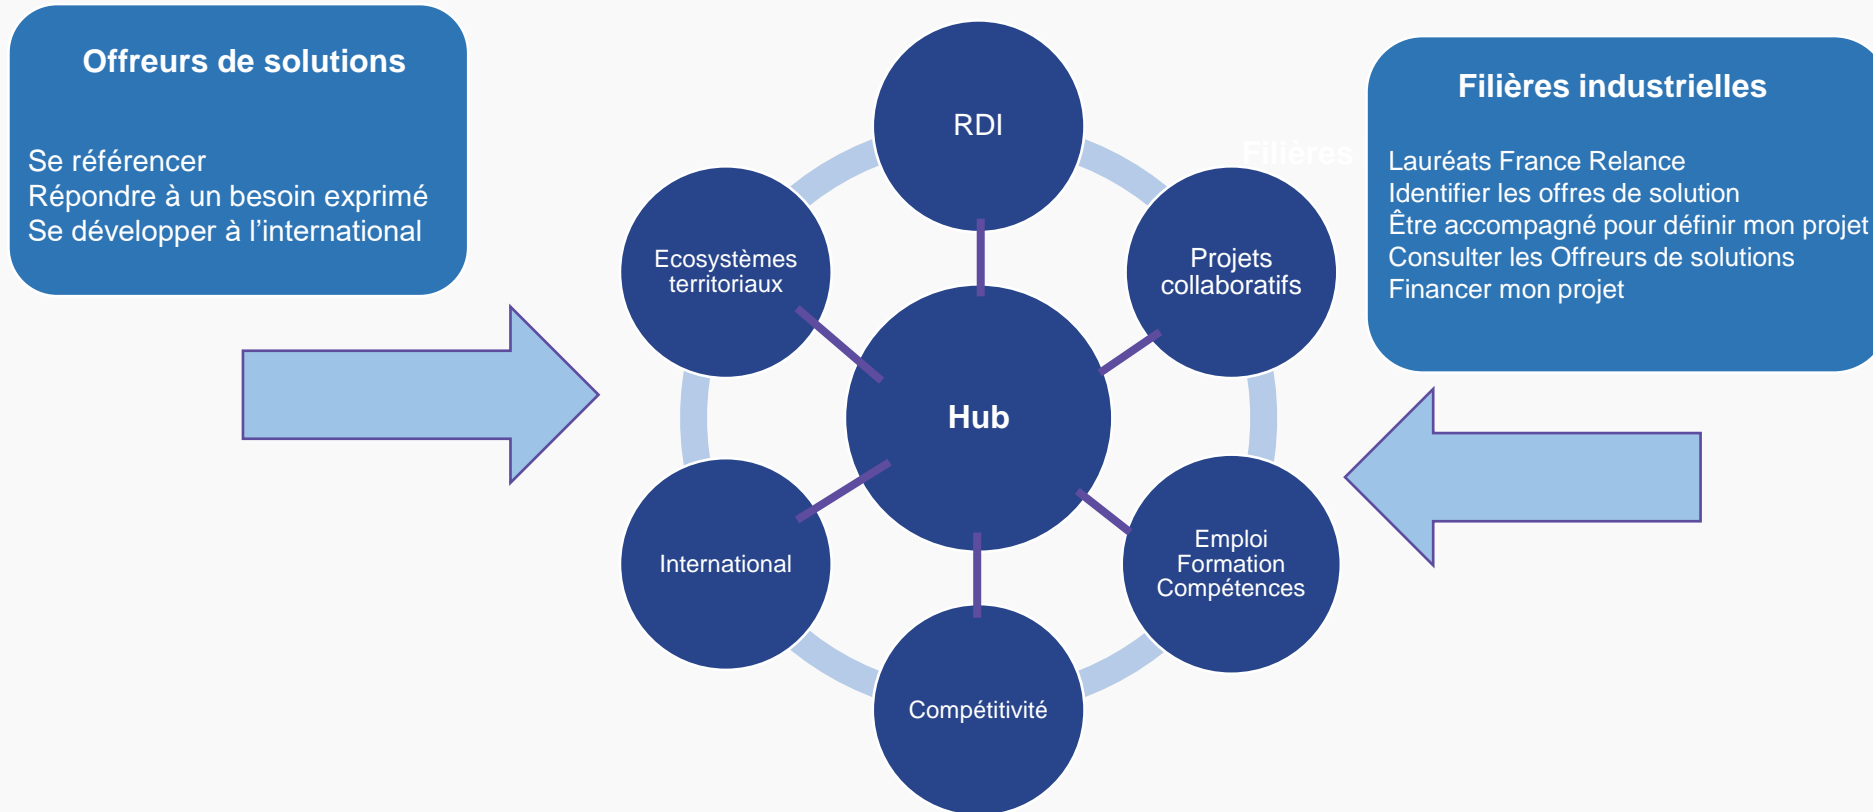 Offreurs de solutions
Se référencer
Répondre à un besoin exprimé
Se développer à l’international
RDI
Ecosystèmes
territoriaux
Projets
collaboratifs
Hub
International
Emploi
Formation
Compétences
Compétitivité
Filières
Filières industrielles
Lauréats France Relance
Identifier les offres de solution
Être accompagné pour définir mon projet
Consulter les Offreurs de solutions
Financer mon projet